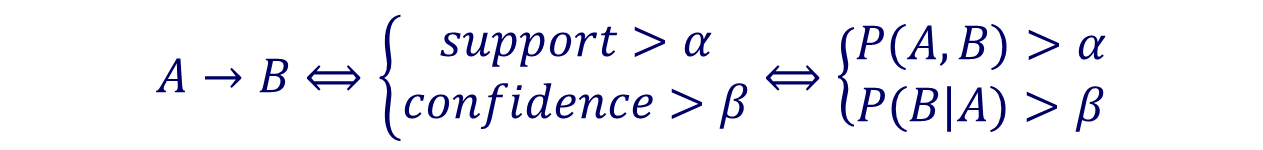 A → B ⟺ { support > α ⟺ { P(A, B) > α
confidence > β P(B|A) > β